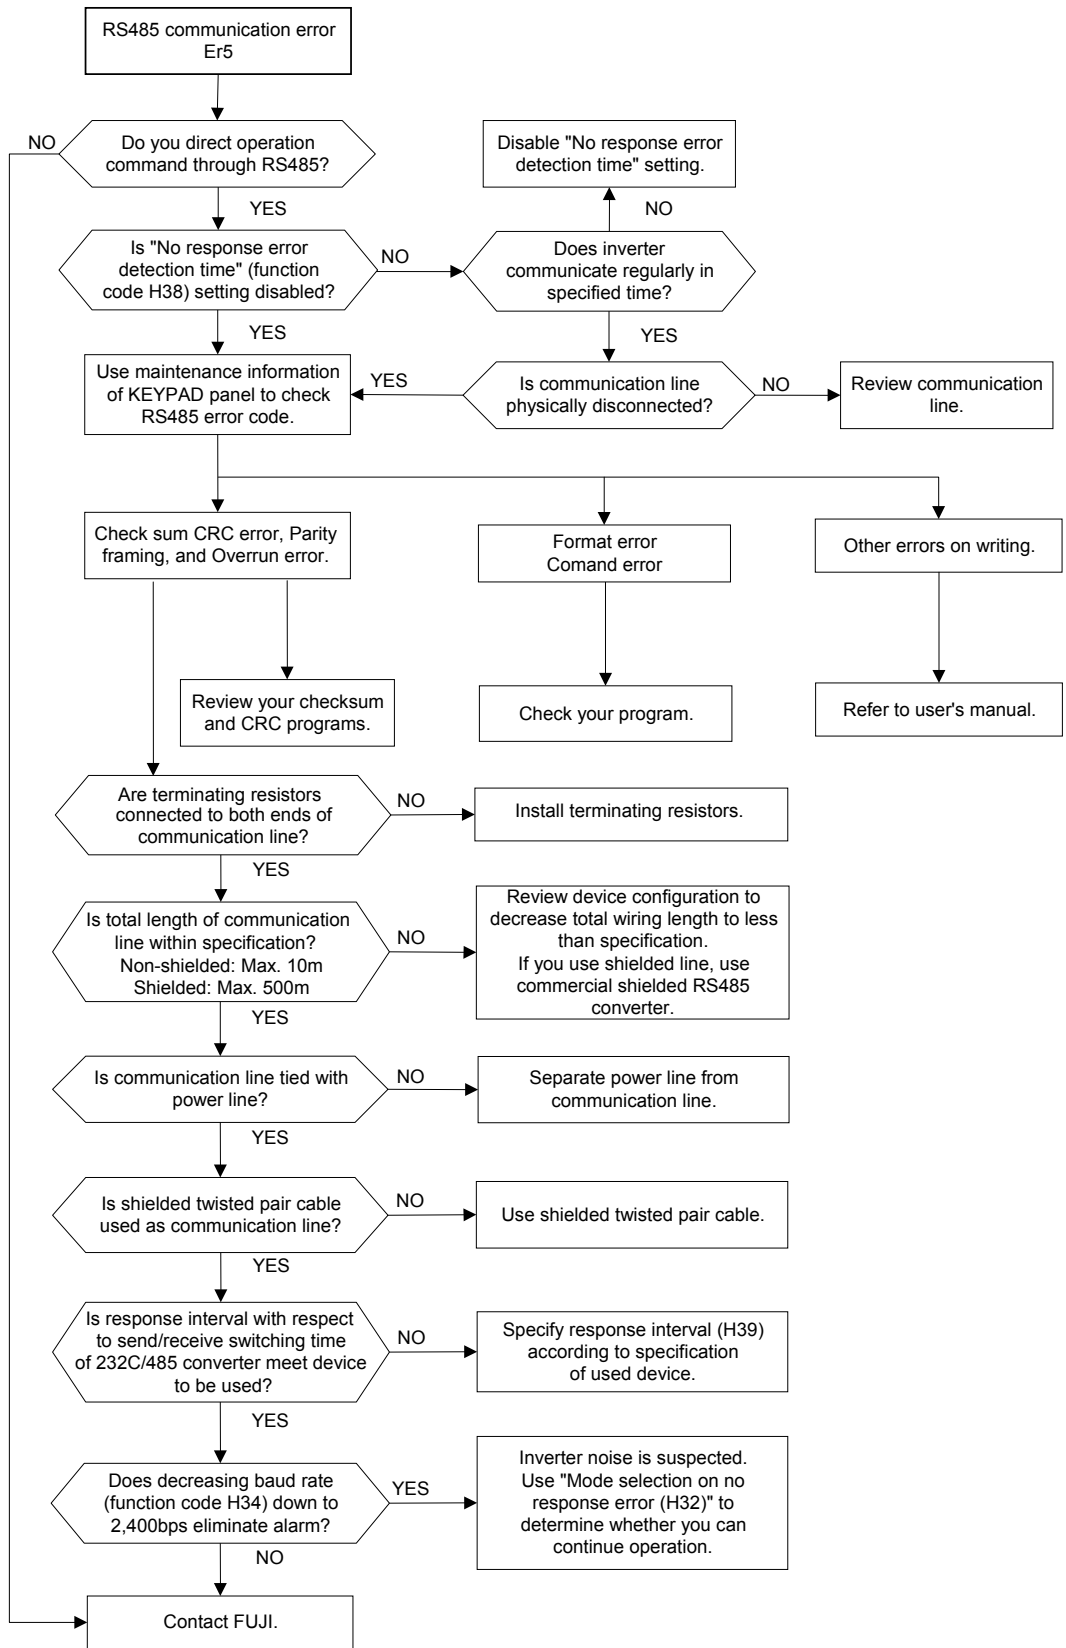 RS485 communication error
Er5
NO
Do you direct operation
command through RS485?
Disable "No response error
detection time" setting.
YES
NO
Is "No response error
detection time" (function
code H38) setting disabled?
NO
Does inverter
communicate regularly in
specified time?
YES
YES
Use maintenance information
of KEYPAD panel to check
RS485 error code.
YES
Is communication line
physically disconnected?
NO
Review communication
line.
Check sum CRC error, Parity
framing, and Overrun error.
Format error
Comand error
Other errors on writing.
Review your checksum
and CRC programs.
Check your program.
Refer to user's manual.
Are terminating resistors
connected to both ends of
communication line?
NO
Install terminating resistors.
YES
Is total length of communication
line within specification?
Non-shielded: Max. 10m
Shielded: Max. 500m
NO
Review device configuration to
decrease total wiring length to less
than specification.
If you use shielded line, use
commercial shielded RS485
converter.
YES
Is communication line tied with
power line?
NO
Separate power line from
communication line.
YES
Is shielded twisted pair cable
used as communication line?
NO
Use shielded twisted pair cable.
YES
Is response interval with respect
to send/receive switching time
of 232C/485 converter meet device
to be used?
NO
Specify response interval (H39)
according to specification
of used device.
YES
Does decreasing baud rate
(function code H34) down to
2,400bps eliminate alarm?
YES
Inverter noise is suspected.
Use "Mode selection on no
response error (H32)" to
determine whether you can
continue operation.
NO
Contact FUJI.